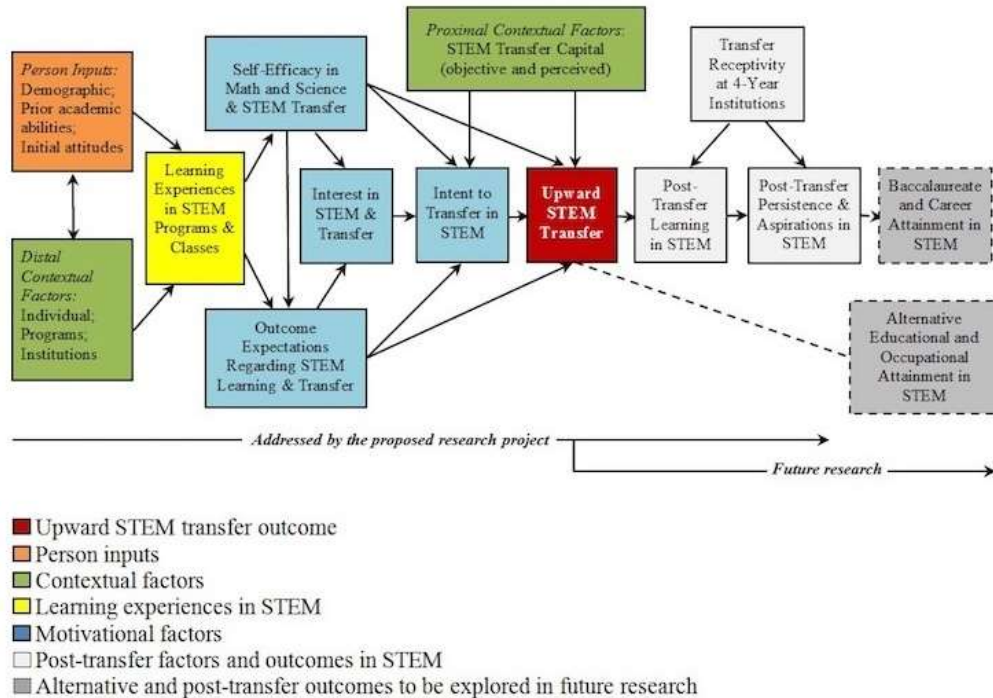 Person Inputs:
Demographic;
Prior academic
abilities;
Initial attitudes
Distal
Contextual
Factors:
Individual;
Programs;
Institutions
Learning
Experiences
in STEM
Programs &
Classes
Self-Efficacy in
Math and Science
& STEM Transfer
Interest in
STEM &
Transfer
Outcome
Expectations
Regarding STEM
Learning & Transfer
Proximal Contextual Factors:
STEM Transfer Capital
(objective and perceived)
Intent to
Transfer in
STEM
Upward
STEM
Transfer
Transfer
Receptivity
at 4-Year
Institutions
Post-
Transfer
Learning
in STEM
Post-Transfer
Persistence &
Aspirations in
STEM
Baccalaureate
and Career
Attainment in
STEM
Alternative
Educational and
Occupational
Attainment in
STEM
Addressed by the proposed research project
Future research
Upward STEM transfer outcome
Person inputs
Contextual factors
Learning experiences in STEM
Motivational factors
Post-transfer factors and outcomes in STEM
Alternative and post-transfer outcomes to be explored in future research